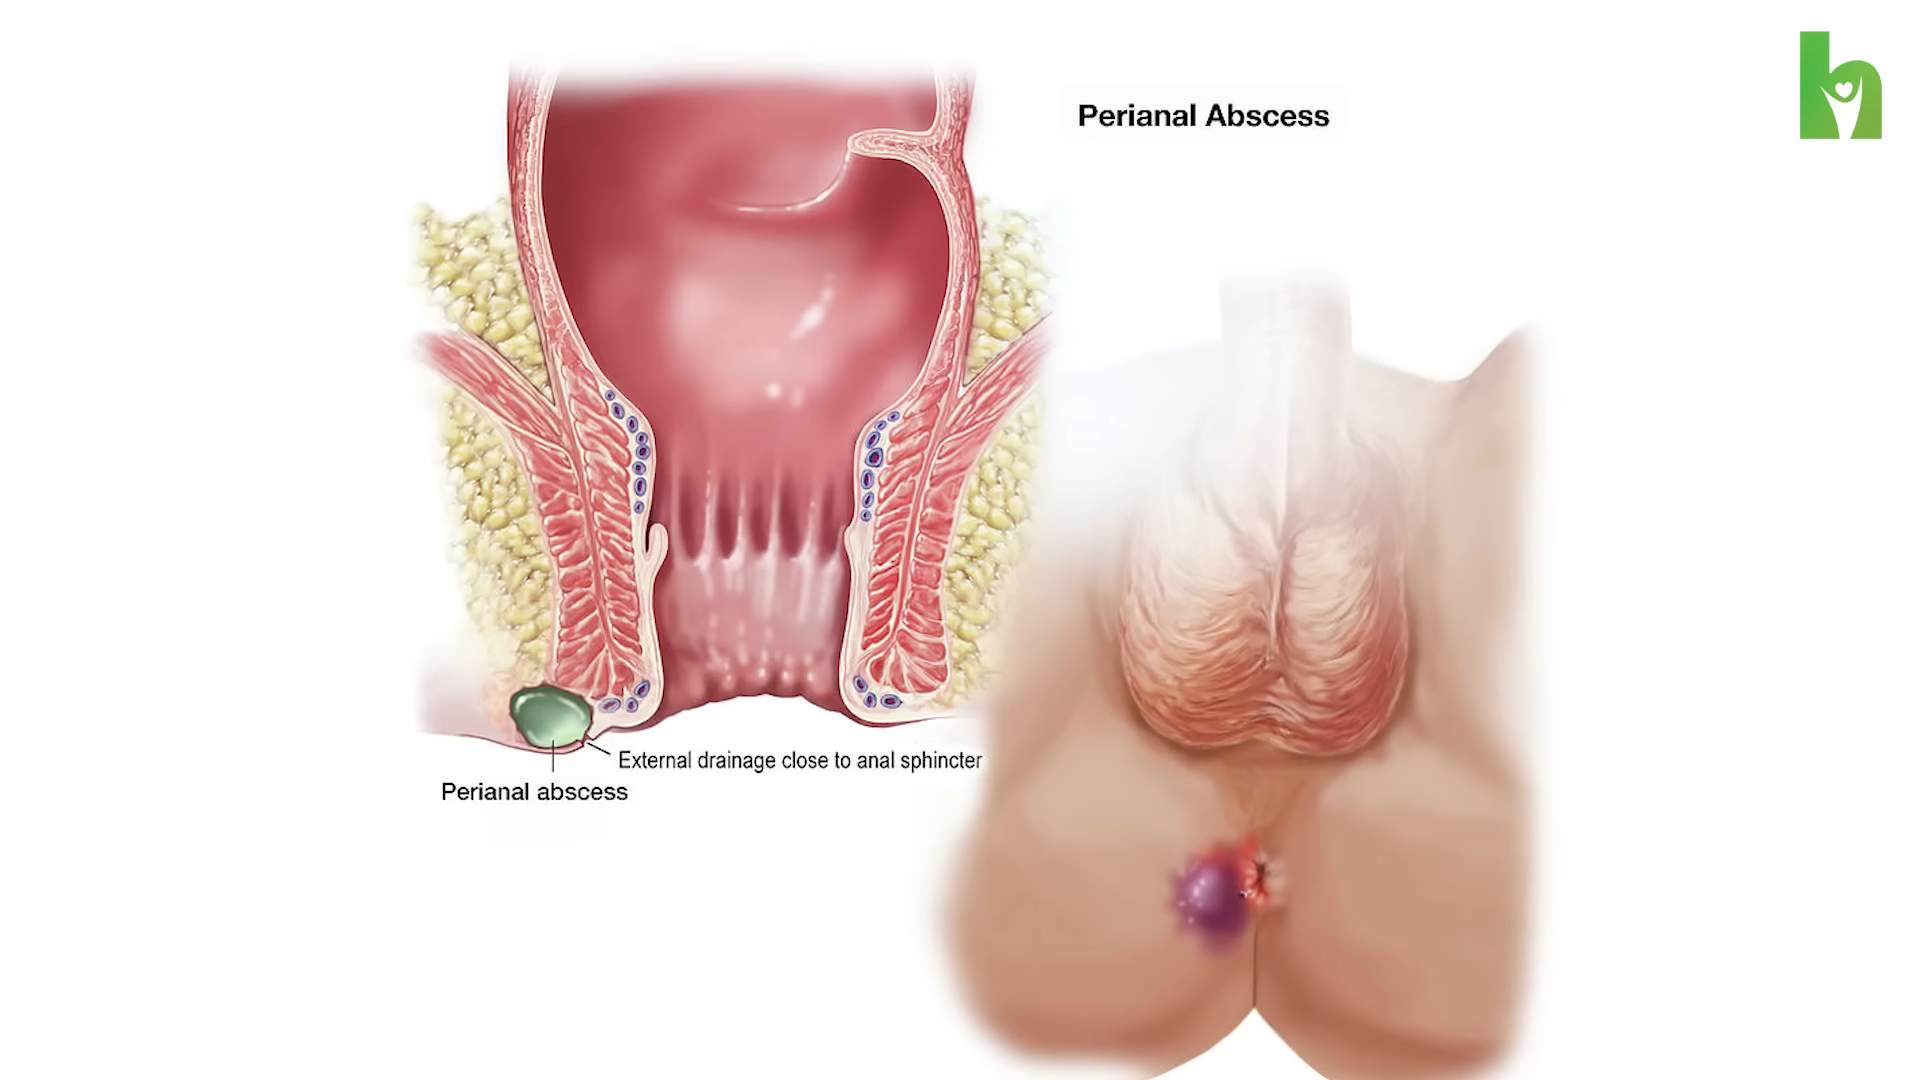 Perianal Abscess
External drainage close to anal sphincter
Perianal abscess